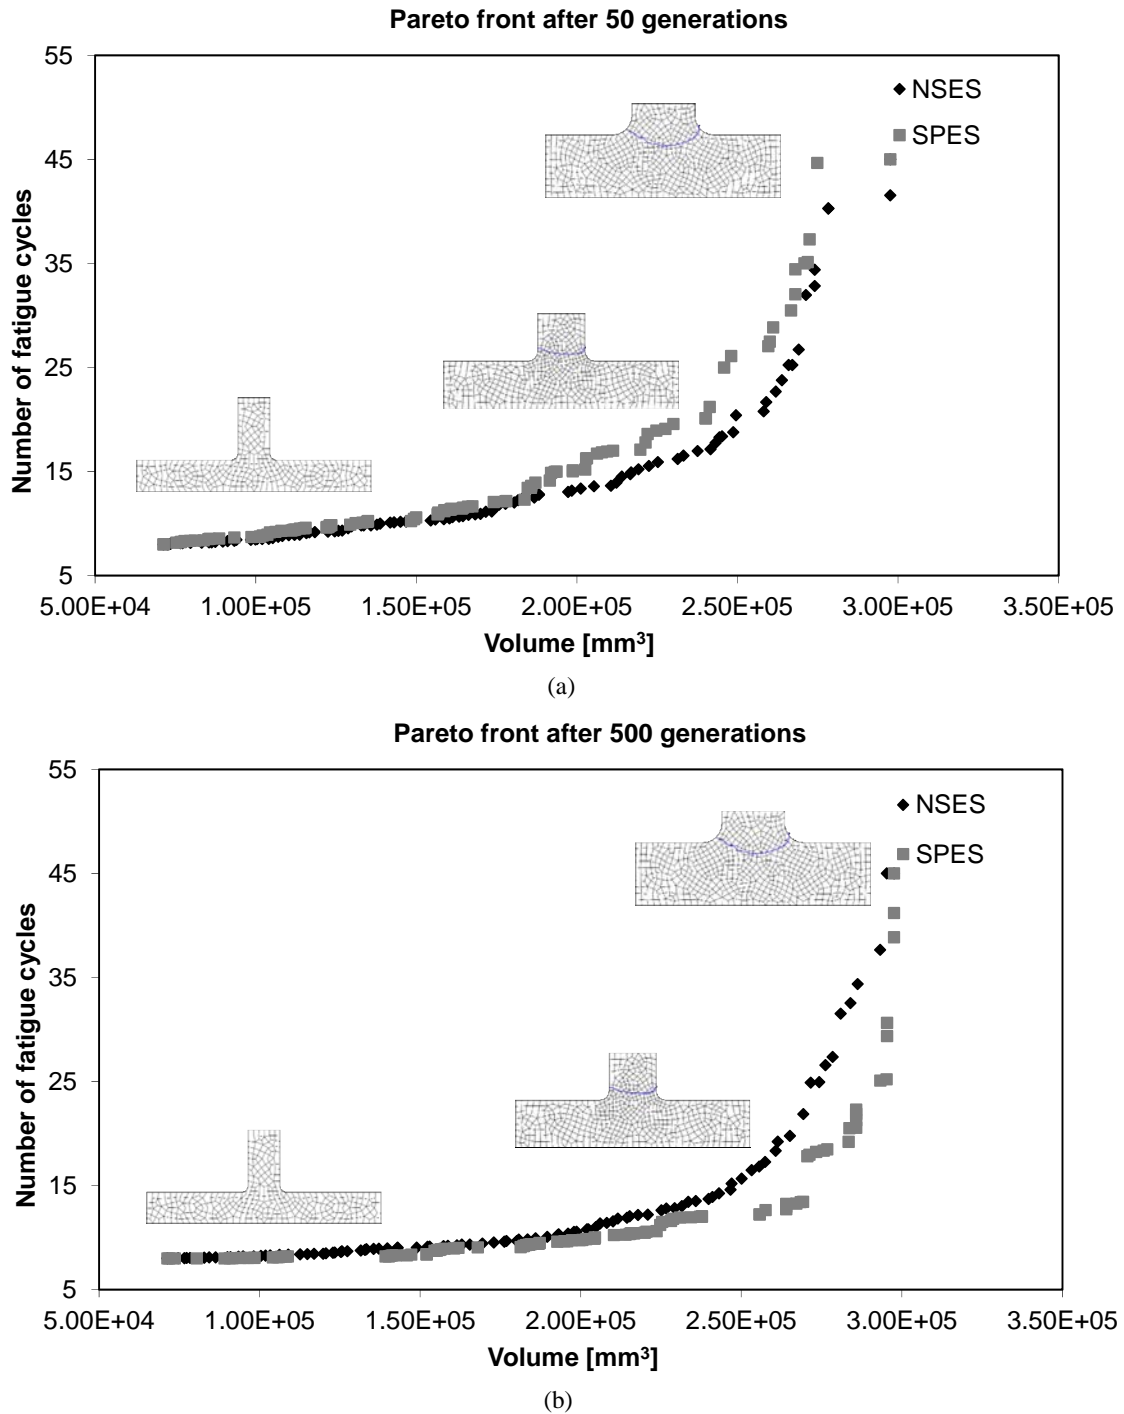 Pareto front after 50 generations
55
45
35
25
15
5
Number of fatigue cycles
NSES
SPES
5.00E+04 1.00E+05 1.50E+05 2.00E+05 2.50E+05 3.00E+05 3.50E+05
Volume [mm³]
(a)
Pareto front after 500 generations
55
45
35
25
15
5
Number of fatigue cycles
NSES
SPES
5.00E+04 1.00E+05 1.50E+05 2.00E+05 2.50E+05 3.00E+05 3.50E+05
Volume [mm³]
(b)